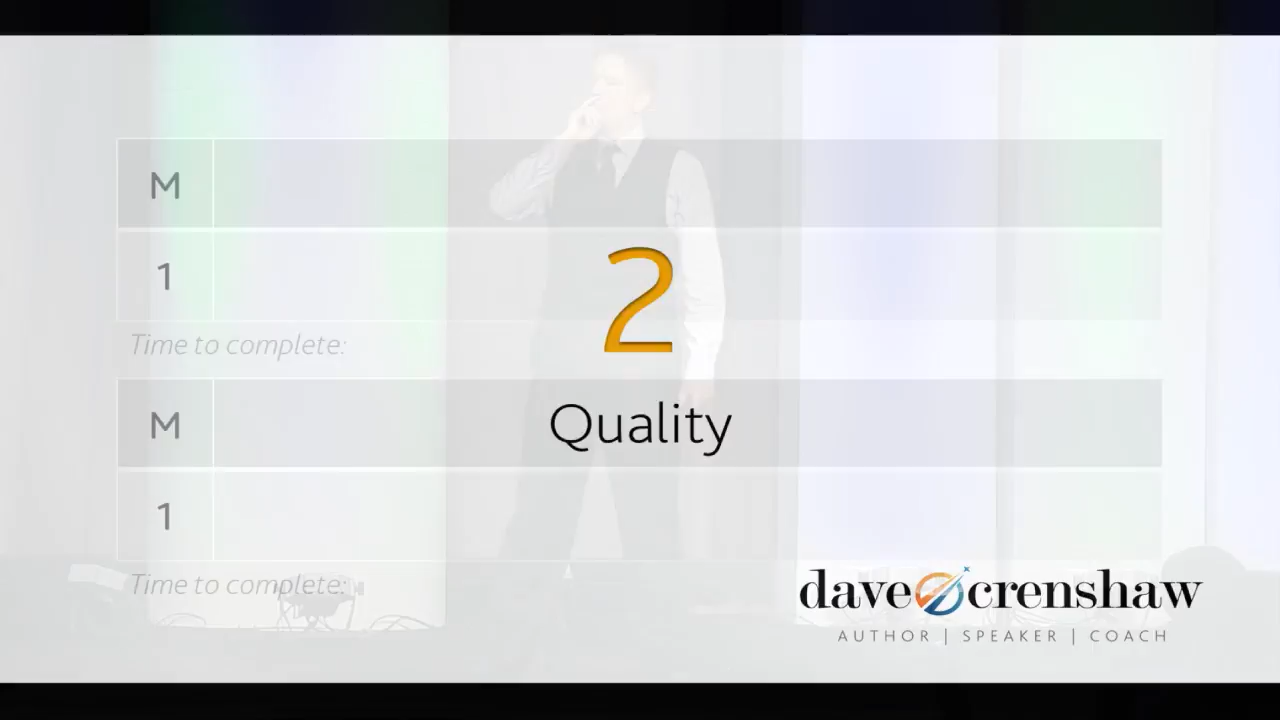 M
1
2
Time to complete:
M
Quality
1
Time to complete:
dave crenshaw
AUTHOR | SPEAKER | COACH